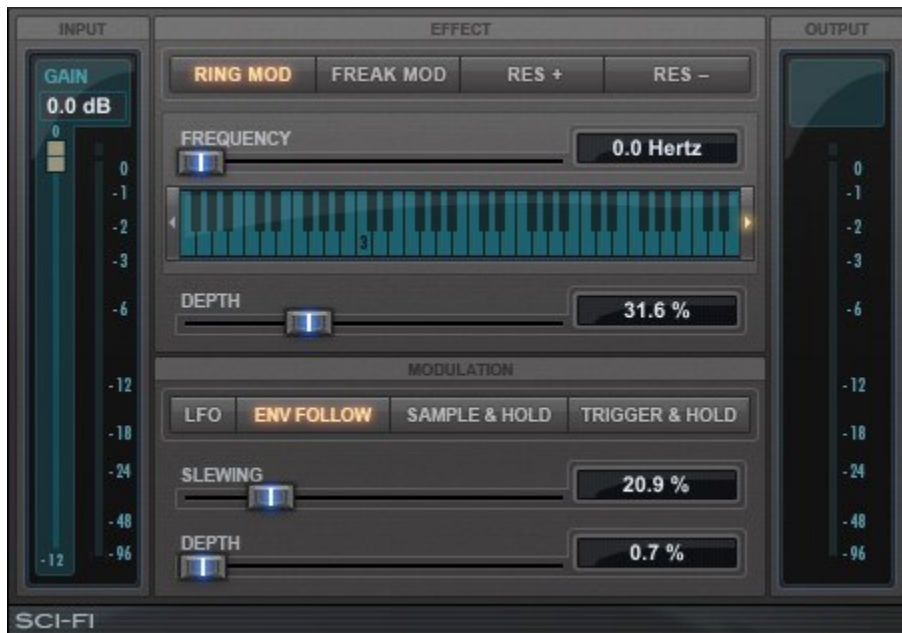 INPUT
EFFECT
OUTPUT
GAIN
0.0 dB
0
0
-1
-2
-3
-6
-12
-18
-24
-48
-96
-12
RING MOD FREAK MOD RES + RES –
FREQUENCY
0.0 Hertz
3
DEPTH
31.6 %
MODULATION
LFO ENV FOLLOW SAMPLE & HOLD TRIGGER & HOLD
SLEWING
20.9 %
DEPTH
0.7 %
0
-1
-2
-3
-6
-12
-18
-24
-48
-96
SCI-FI